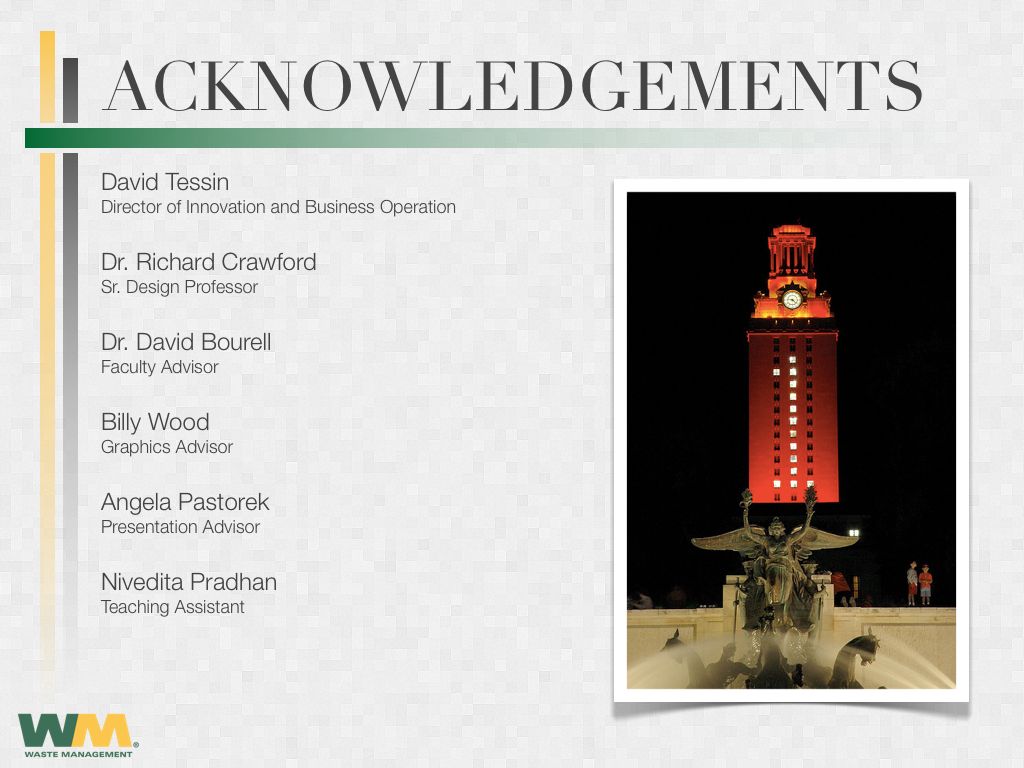 ACKNOWLEDGEMENTS
David Tessin
Director of Innovation and Business Operation
Dr. Richard Crawford
Sr. Design Professor
Dr. David Bourell
Faculty Advisor
Billy Wood
Graphics Advisor
Angela Pastorek
Presentation Advisor
Nivedita Pradhan
Teaching Assistant
WM®
WASTE MANAGEMENT